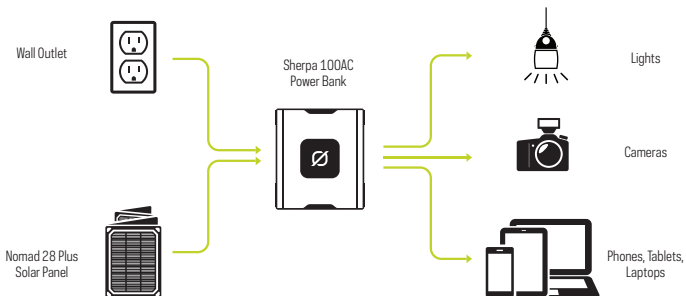 Wall Outlet
Sherpa 100AC
Power Bank
Lights
Cameras
Nomad 28 Plus
Solar Panel
Phones, Tablets,
Laptops